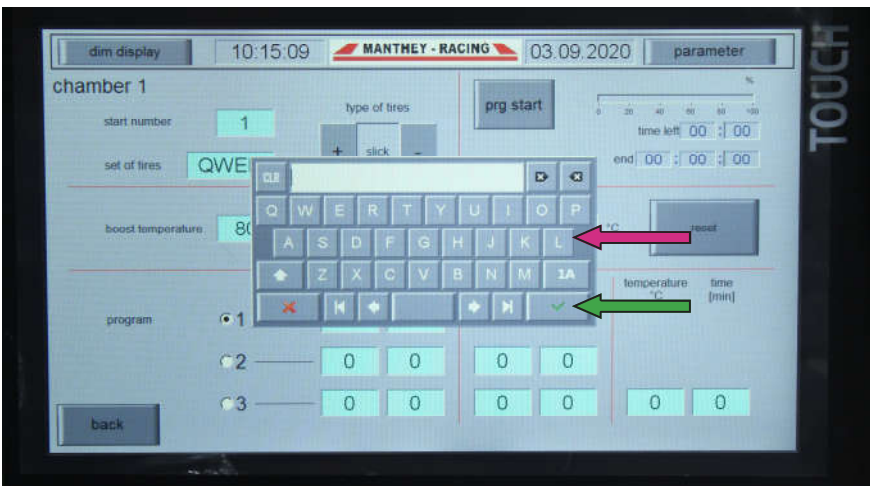 dim display 10:15:09 MANTHEY-RACING 03.09.2020 parameter
chamber 1
%
start number 1 type of tires prg start
0 20 40 60 80 100
time left 00 : 00
set of tires QWE + slick - end 00 : 00 : 00
CLR
Q W E R T Y U I O P
boost temperature 80 °C reset
A S D F G H J K L
Z X C V B N M 1A
temperature °C time [min]
program 1
2 0 0 0 0
3 0 0 0 0 0 0
back
TOUCH